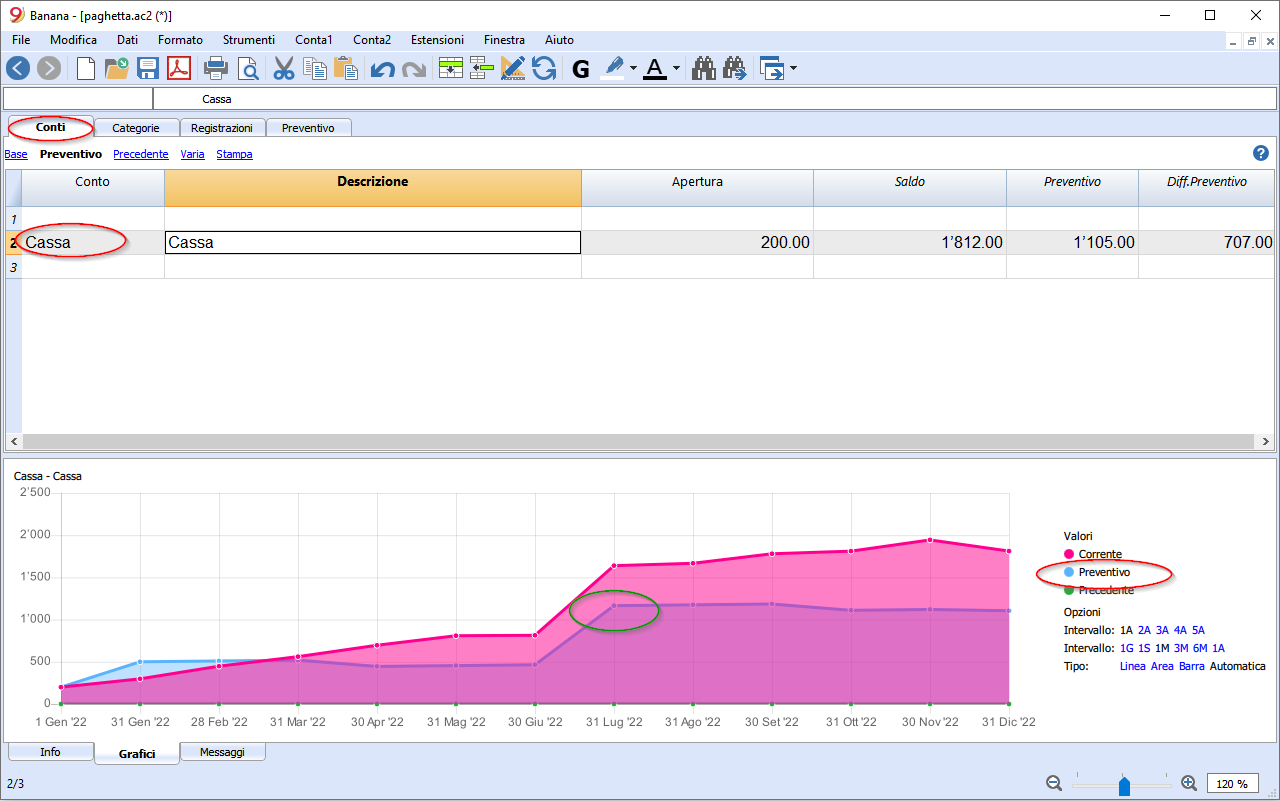 Banana - [paghetta.ac2 (*)]
File Modifica Dati Formato Strumenti Conta1 Conta2 Estensioni Finestra Aiuto
G A
Cassa
Conti Categorie Registrazioni Preventivo
Base Preventivo Precedente Varia Stampa ?
Conto Descrizione Apertura Saldo Preventivo Diff.Preventivo
1
2 Cassa Cassa 200.00 1’812.00 1’105.00 707.00
3
Cassa - Cassa
2'500
2'000
1'500
1'000
500
0
1 Gen '22 31 Gen '22 28 Feb '22 31 Mar '22 30 Apr '22 31 Mag '22 30 Giu '22 31 Lug '22 31 Ago '22 30 Set '22 31 Ott '22 30 Nov '22 31 Dic '22
Valori
Corrente
Preventivo
Precedente
Opzioni
Intervallo: 1A 2A 3A 4A 5A
Intervallo: 1G 1S 1M 3M 6M 1A
Tipo: Linea Area Barra Automatica
Info Grafici Messaggi
2/3 120 %